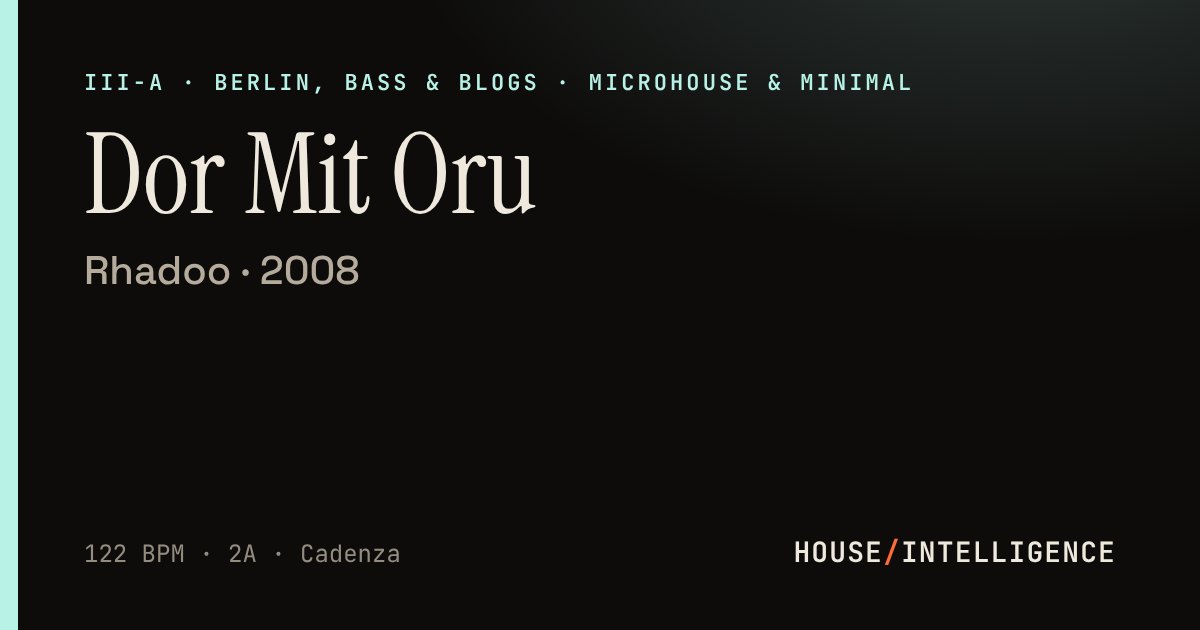 III-A · BERLIN, BASS & BLOGS · MICROHOUSE & MINIMAL
Dor Mit Oru
Rhadoo · 2008
122 BPM · 2A · Cadenza
HOUSE/INTELLIGENCE